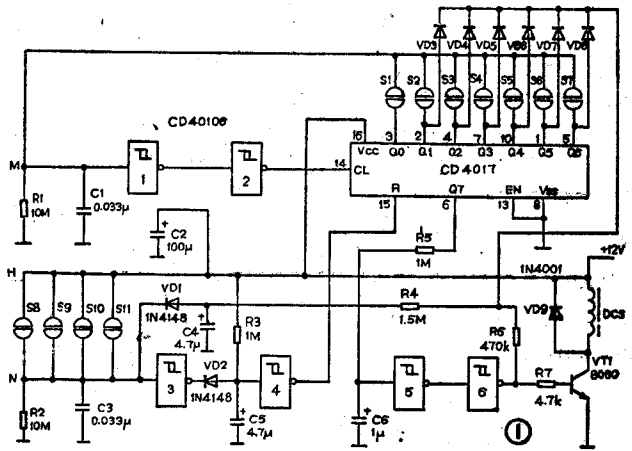 VD3 VD4 VD5 VD6 VD7 VD8
S1 S2 S3 S4 S5 S6 S7
CD40106
16 3 2 4 7 10 1 5
VCC Q0 Q1 Q2 Q3 Q4 Q5 Q6
M 1 2 14 CL CD4017
R Q7 EN VSS
15 6 13 8
R1 10M
C1 0.033μ
C2 100μ
R5 1M
+12V
H
1N4001
S8 S9 S10 S11
VD1 1N4148
C4 4.7μ
R3 1M
R4 1.5M
R6 470k
VD9
DCS
N
3
VD2 1N4148
4
5
6
R7 4.7k
VT1 8050
R2 10M
C3 0.033μ
C5 4.7μ
C6 1μ
①